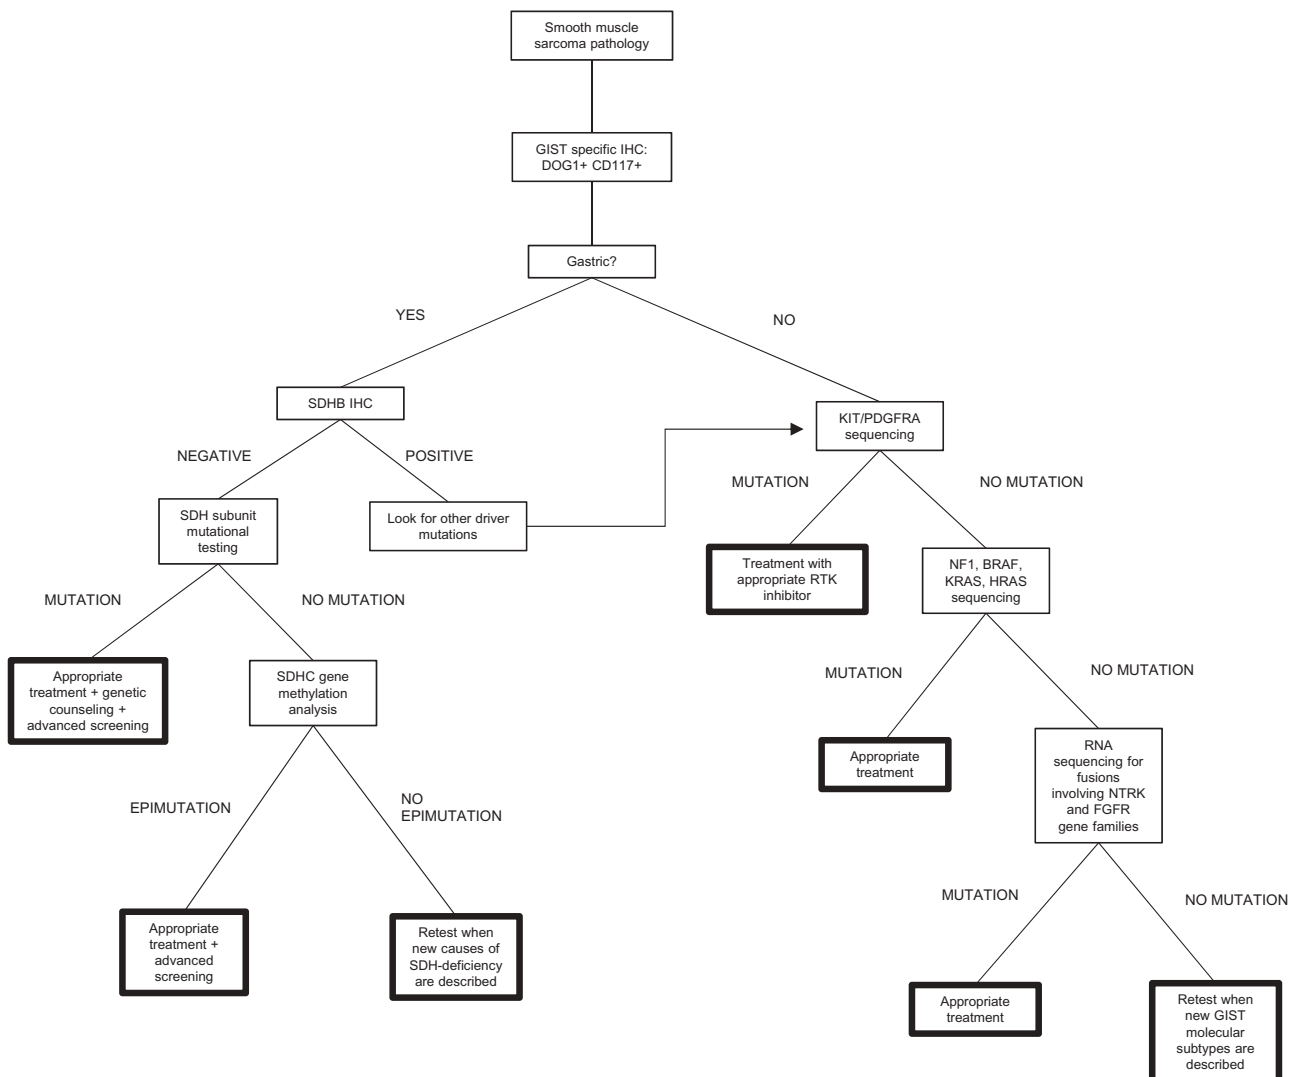 Smooth muscle
sarcoma pathology
GIST specific IHC:
DOG1+ CD117+
Gastric?
YES
NO
SDHB IHC
KIT/PDGFRA
sequencing
NEGATIVE
POSITIVE
MUTATION
NO MUTATION
SDH subunit
mutational
testing
Look for other driver
mutations
Treatment with
appropriate RTK
inhibitor
NF1, BRAF,
KRAS, HRAS
sequencing
MUTATION
NO MUTATION
MUTATION
NO MUTATION
Appropriate
treatment + genetic
counseling +
advanced screening
SDHC gene
methylation
analysis
Appropriate
treatment
RNA
sequencing for
fusions
involving NTRK
and FGFR
gene families
EPIMUTATION
NO
EPIMUTATION
MUTATION
NO MUTATION
Appropriate
treatment +
advanced
screening
Retest when
new causes of
SDH-deficiency
are described
Appropriate
treatment
Retest when
new GIST
molecular
subtypes are
described